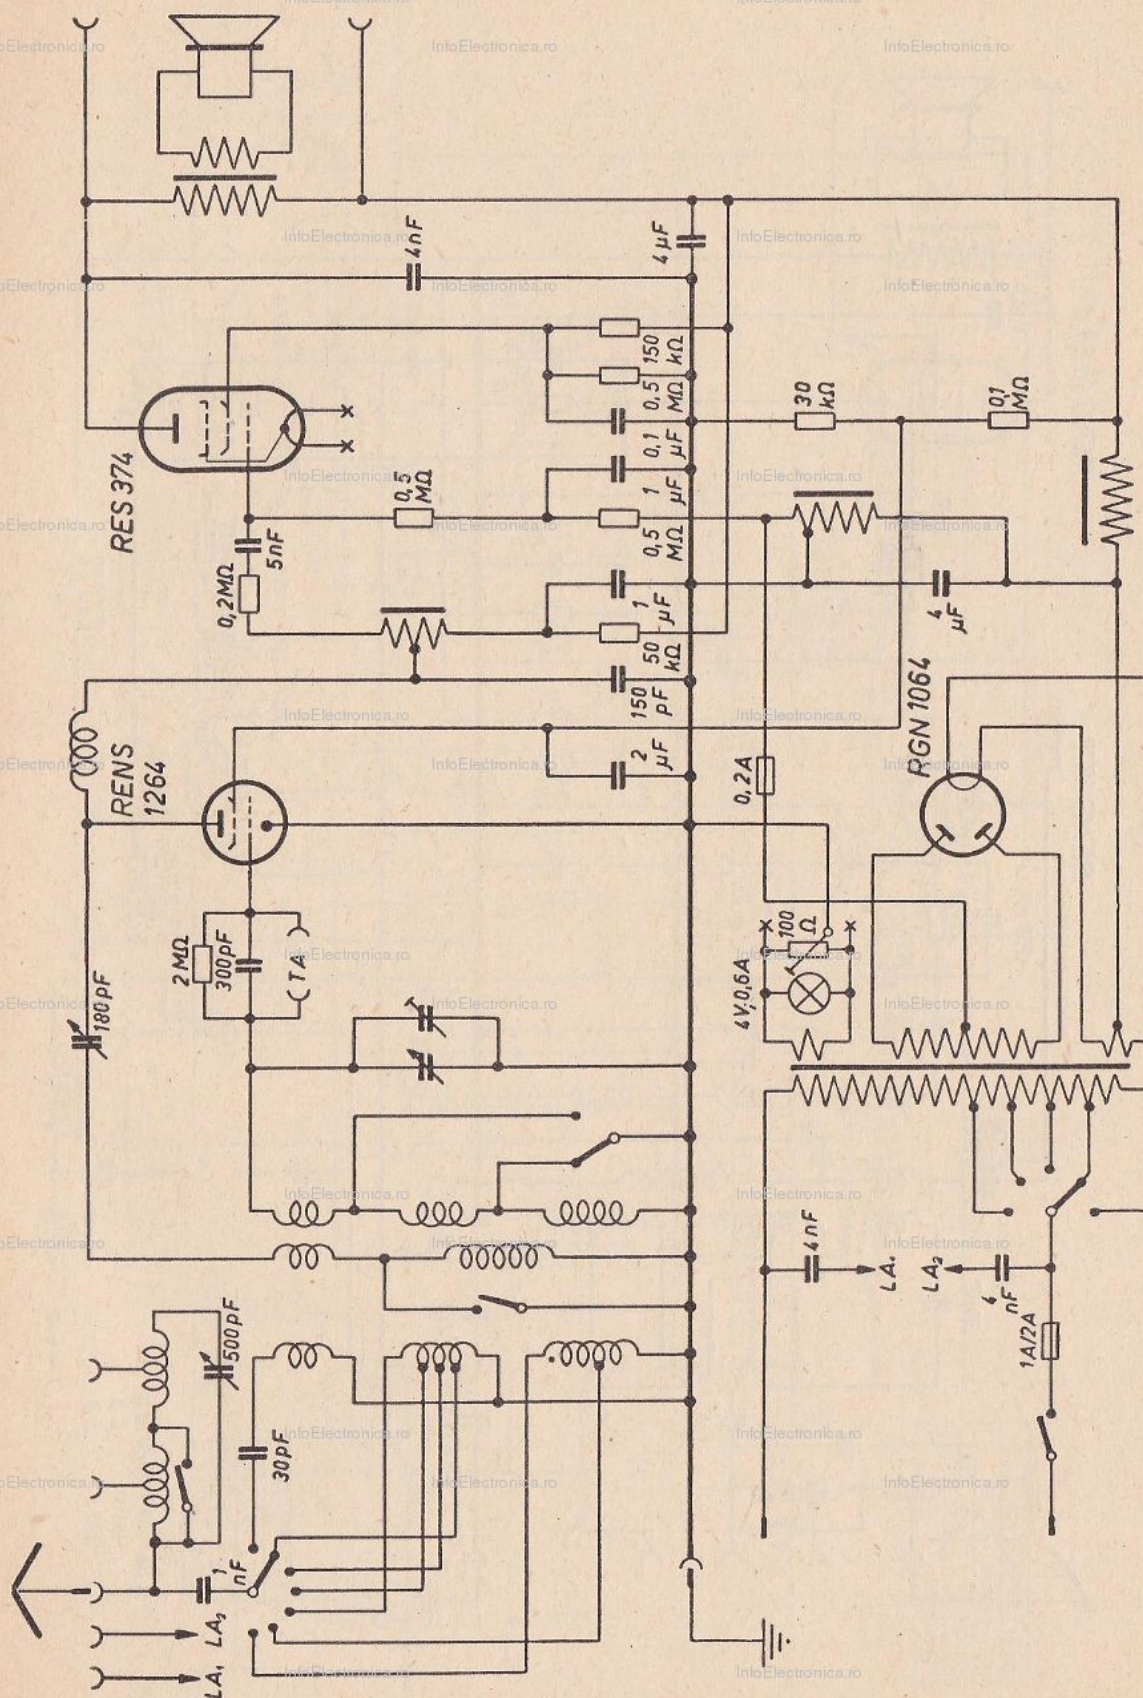 RES 374
4nF
4µF
150 kΩ
0,5 MΩ
0,1 µF
0,5 MΩ
1 µF
5nF
0,2MΩ
0,5 MΩ
1 µF
50 kΩ
150 pF
2 µF
30 kΩ
0,1 MΩ
4 µF
RENS 1264
RGN 1064
0,2A
2MΩ
300pF
TA
180pF
4V;0,6A
100 Ω
4nF
LA₁
LA₂
4 nF
1A/2A
500pF
30pF
1 nF
LA₂
LA₁
InfoElectronica.ro